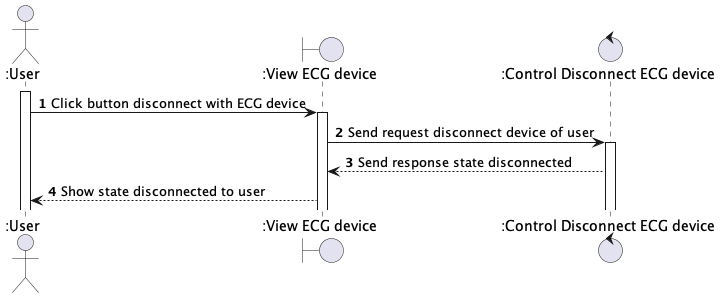 :User
:View ECG device
:Control Disconnect ECG device
1 Click button disconnect with ECG device
2 Send request disconnect device of user
3 Send response state disconnected
4 Show state disconnected to user
:User
:View ECG device
:Control Disconnect ECG device